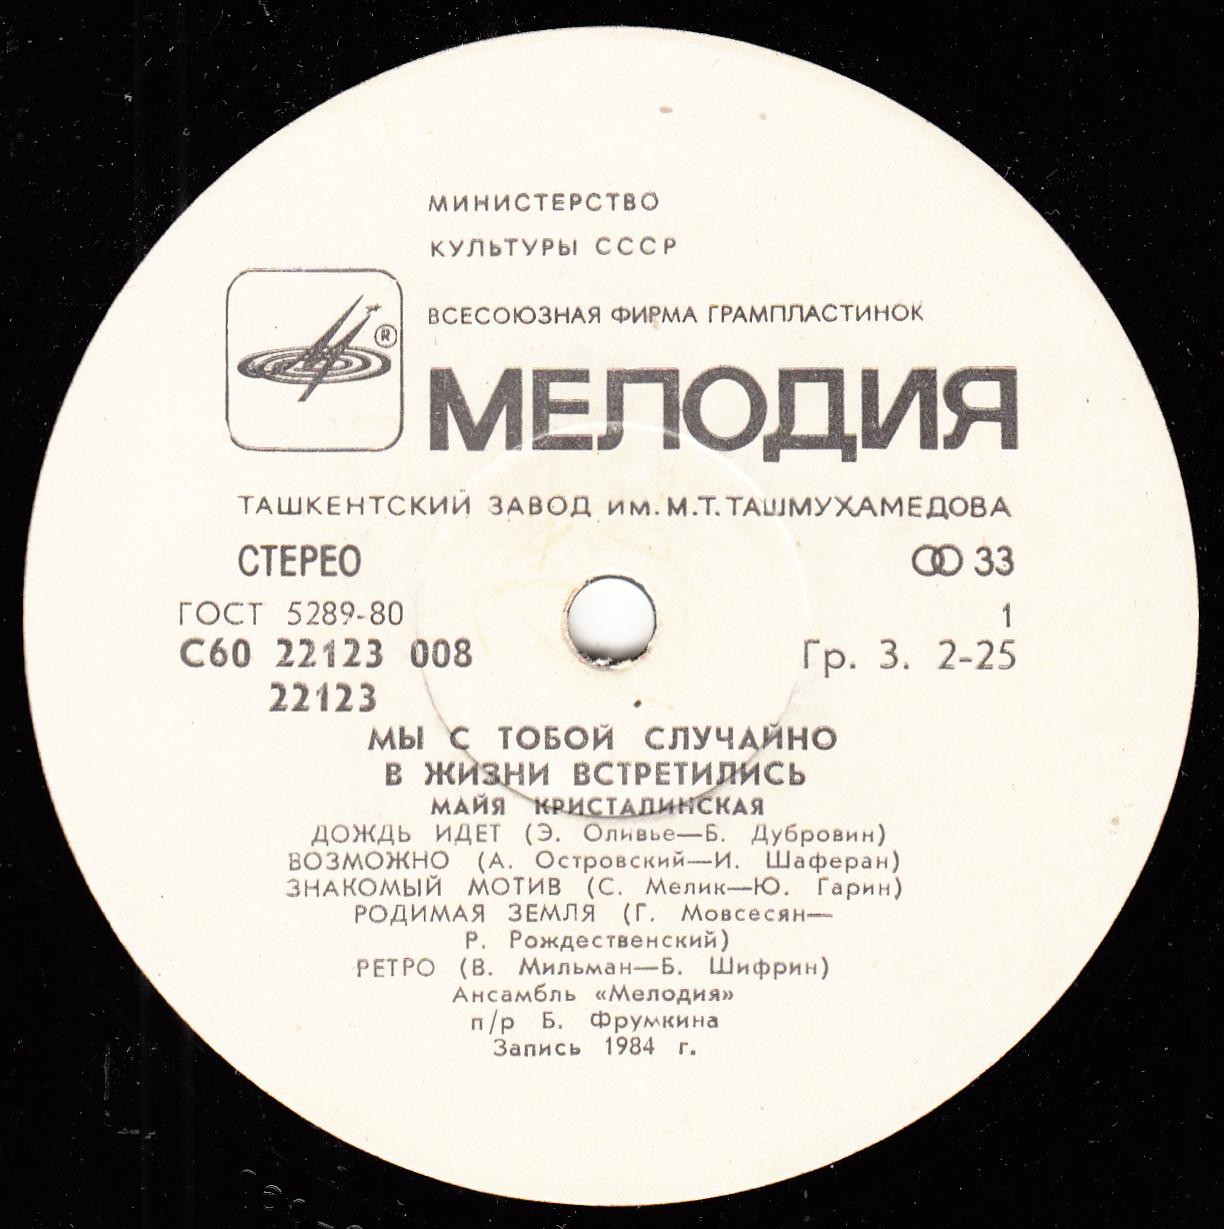 МИНИСТЕРСТВО
КУЛЬТУРЫ СССР
ВСЕСОЮЗНАЯ ФИРМА ГРАМПЛАСТИНОК
®
МЕЛОДИЯ
ТАШКЕНТСКИЙ ЗАВОД им. М.Т. ТАШМУХАМЕДОВА
СТЕРЕО 33
ГОСТ 5289-80 1
С60 22123 008 Гр. 3. 2-25
22123
МЫ С ТОБОЙ СЛУЧАЙНО
В ЖИЗНИ ВСТРЕТИЛИСЬ
МАЙЯ КРИСТАЛИНСКАЯ
ДОЖДЬ ИДЕТ (Э. Оливье—Б. Дубровин)
ВОЗМОЖНО (А. Островский—И. Шаферан)
ЗНАКОМЫЙ МОТИВ (С. Мелик—Ю. Гарин)
РОДИМАЯ ЗЕМЛЯ (Г. Мовсесян—
Р. Рождественский)
РЕТРО (В. Мильман—Б. Шифрин)
Ансамбль «Мелодия»
п/р Б. Фрумкина
Запись 1984 г.